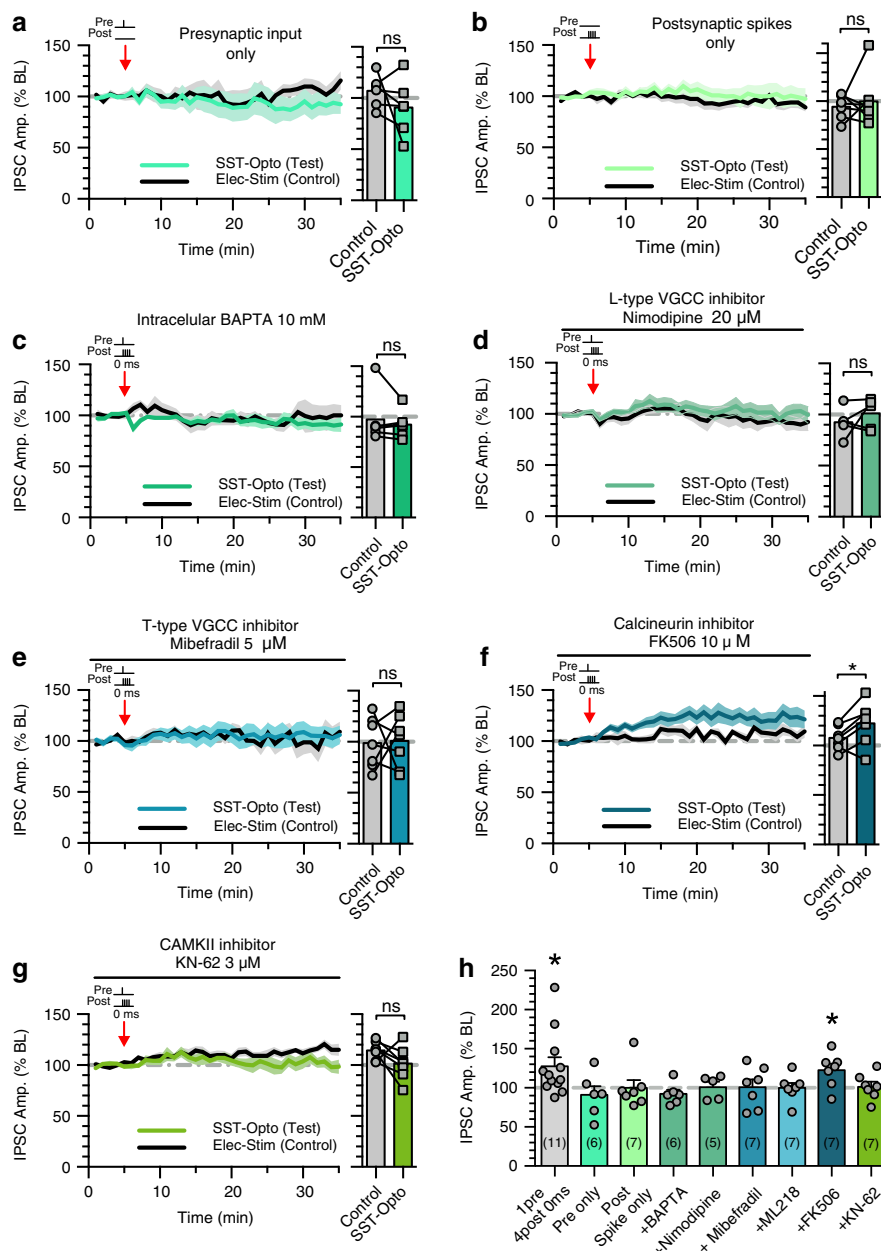 a
Pre
Post
Presynaptic input
only
ns
150
100
50
0
IPSC Amp. (% BL)
SST-Opto (Test)
Elec-Stim (Control)
0 10 20 30
Time (min)
Control
SST-Opto
b
Pre
Post
Postsynaptic spikes
only
ns
150
100
50
0
IPSC Amp. (% BL)
SST-Opto (Test)
Elec-Stim (Control)
0 10 20 30
Time (min)
Control
SST-Opto
c
Intracelular BAPTA 10 mM
Pre
Post
0 ms
ns
150
100
50
0
IPSC Amp. (% BL)
SST-Opto (Test)
Elec-Stim (Control)
0 10 20 30
Time (min)
Control
SST-Opto
d
L-type VGCC inhibitor
Nimodipine 20 µM
Pre
Post
0 ms
ns
150
100
50
0
IPSC Amp. (% BL)
SST-Opto (Test)
Elec-Stim (Control)
0 10 20 30
Time (min)
Control
SST-Opto
e
T-type VGCC inhibitor
Mibefradil 5 µM
Pre
Post
0 ms
ns
150
100
50
0
IPSC Amp. (% BL)
SST-Opto (Test)
Elec-Stim (Control)
0 10 20 30
Time (min)
Control
SST-Opto
f
Calcineurin inhibitor
FK506 10 µ M
Pre
Post
0 ms
*
150
100
50
0
IPSC Amp. (% BL)
SST-Opto (Test)
Elec-Stim (Control)
0 10 20 30
Time (min)
Control
SST-Opto
g
CAMKII inhibitor
KN-62 3 µM
Pre
Post
0 ms
ns
150
100
50
0
IPSC Amp. (% BL)
SST-Opto (Test)
Elec-Stim (Control)
0 10 20 30
Time (min)
Control
SST-Opto
h
* *
250
200
150
100
50
0
IPSC Amp. (% BL)
(11) (6) (7) (6) (5) (7) (7) (7) (7)
1pre
4post 0ms
Pre only
Post
Spike only
+BAPTA
+Nimodipine
+ Mibefradil
+ML218
+FK506
+KN-62